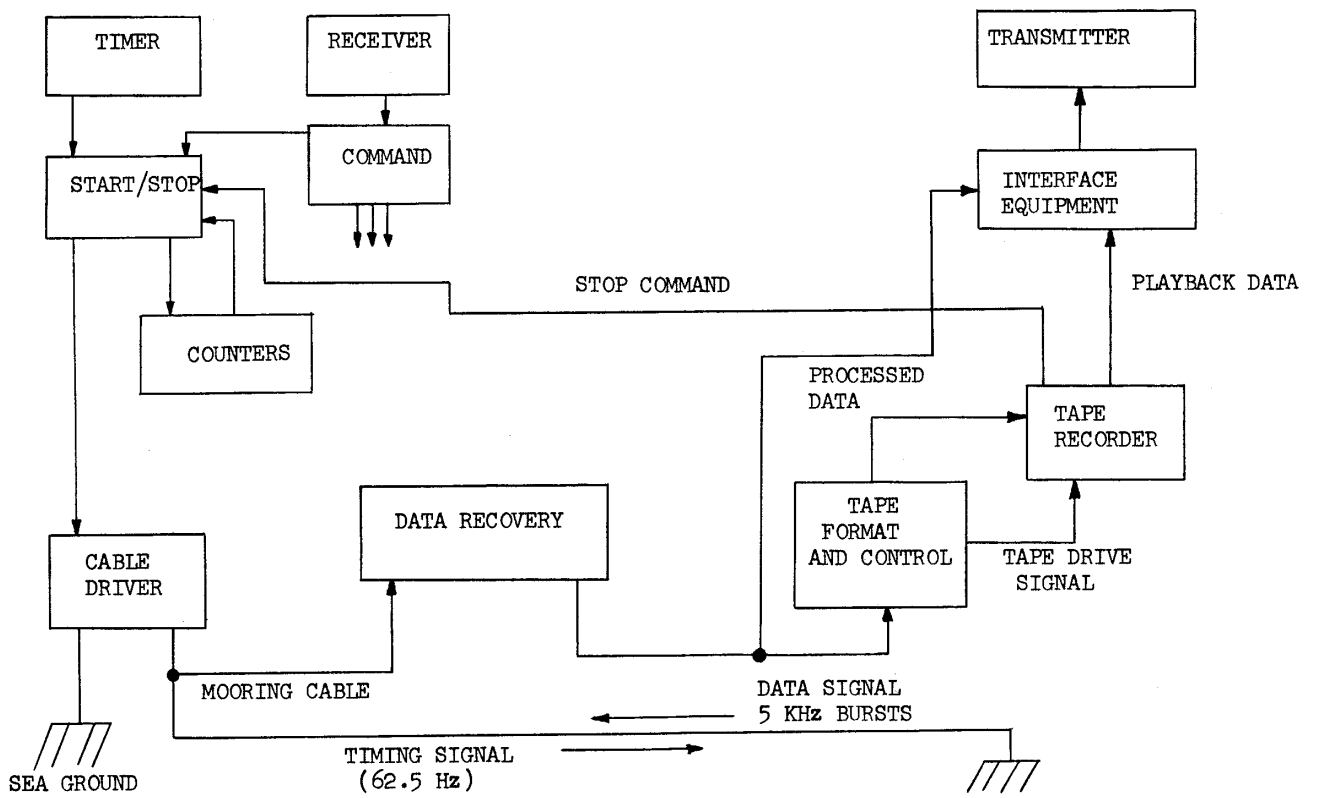 TIMER
RECEIVER
TRANSMITTER
COMMAND
START/STOP
INTERFACE
EQUIPMENT
STOP COMMAND
PLAYBACK DATA
COUNTERS
PROCESSED
DATA
TAPE
RECORDER
DATA RECOVERY
TAPE
FORMAT
AND CONTROL
TAPE DRIVE
SIGNAL
CABLE
DRIVER
MOORING CABLE
DATA SIGNAL
5 KHz BURSTS
TIMING SIGNAL
(62.5 Hz)
SEA GROUND